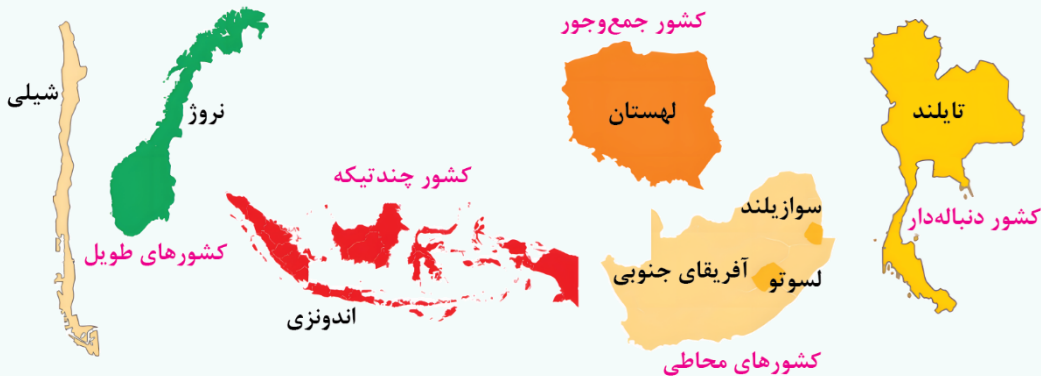 کشور جمع‌وجور
لهستان
تایلند
کشور دنباله‌دار
شیلی
نروژ
کشورهای طویل
کشور چندتیکه
اندونزی
سوازیلند
آفریقای جنوبی
لسوتو
کشورهای محاطی